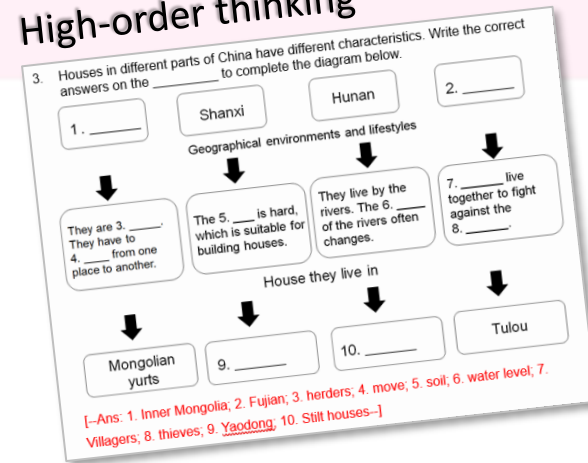 High-order thinking
3. Houses in different parts of China have different characteristics. Write the correct
answers on the __________ to complete the diagram below.
1. _______
Shanxi
Hunan
2. _______
Geographical environments and lifestyles
They are 3. _____.
They have to
4. ____ from one
place to another.
The 5. ___ is hard,
which is suitable for
building houses.
They live by the
rivers. The 6. ____
of the rivers often
changes.
7. ______ live
together to fight
against the
8. ______.
House they live in
Mongolian
yurts
9. _______
10. _______
Tulou
[--Ans: 1. Inner Mongolia; 2. Fujian; 3. herders; 4. move; 5. soil; 6. water level; 7.
Villagers; 8. thieves; 9. Yaodong; 10. Stilt houses--]